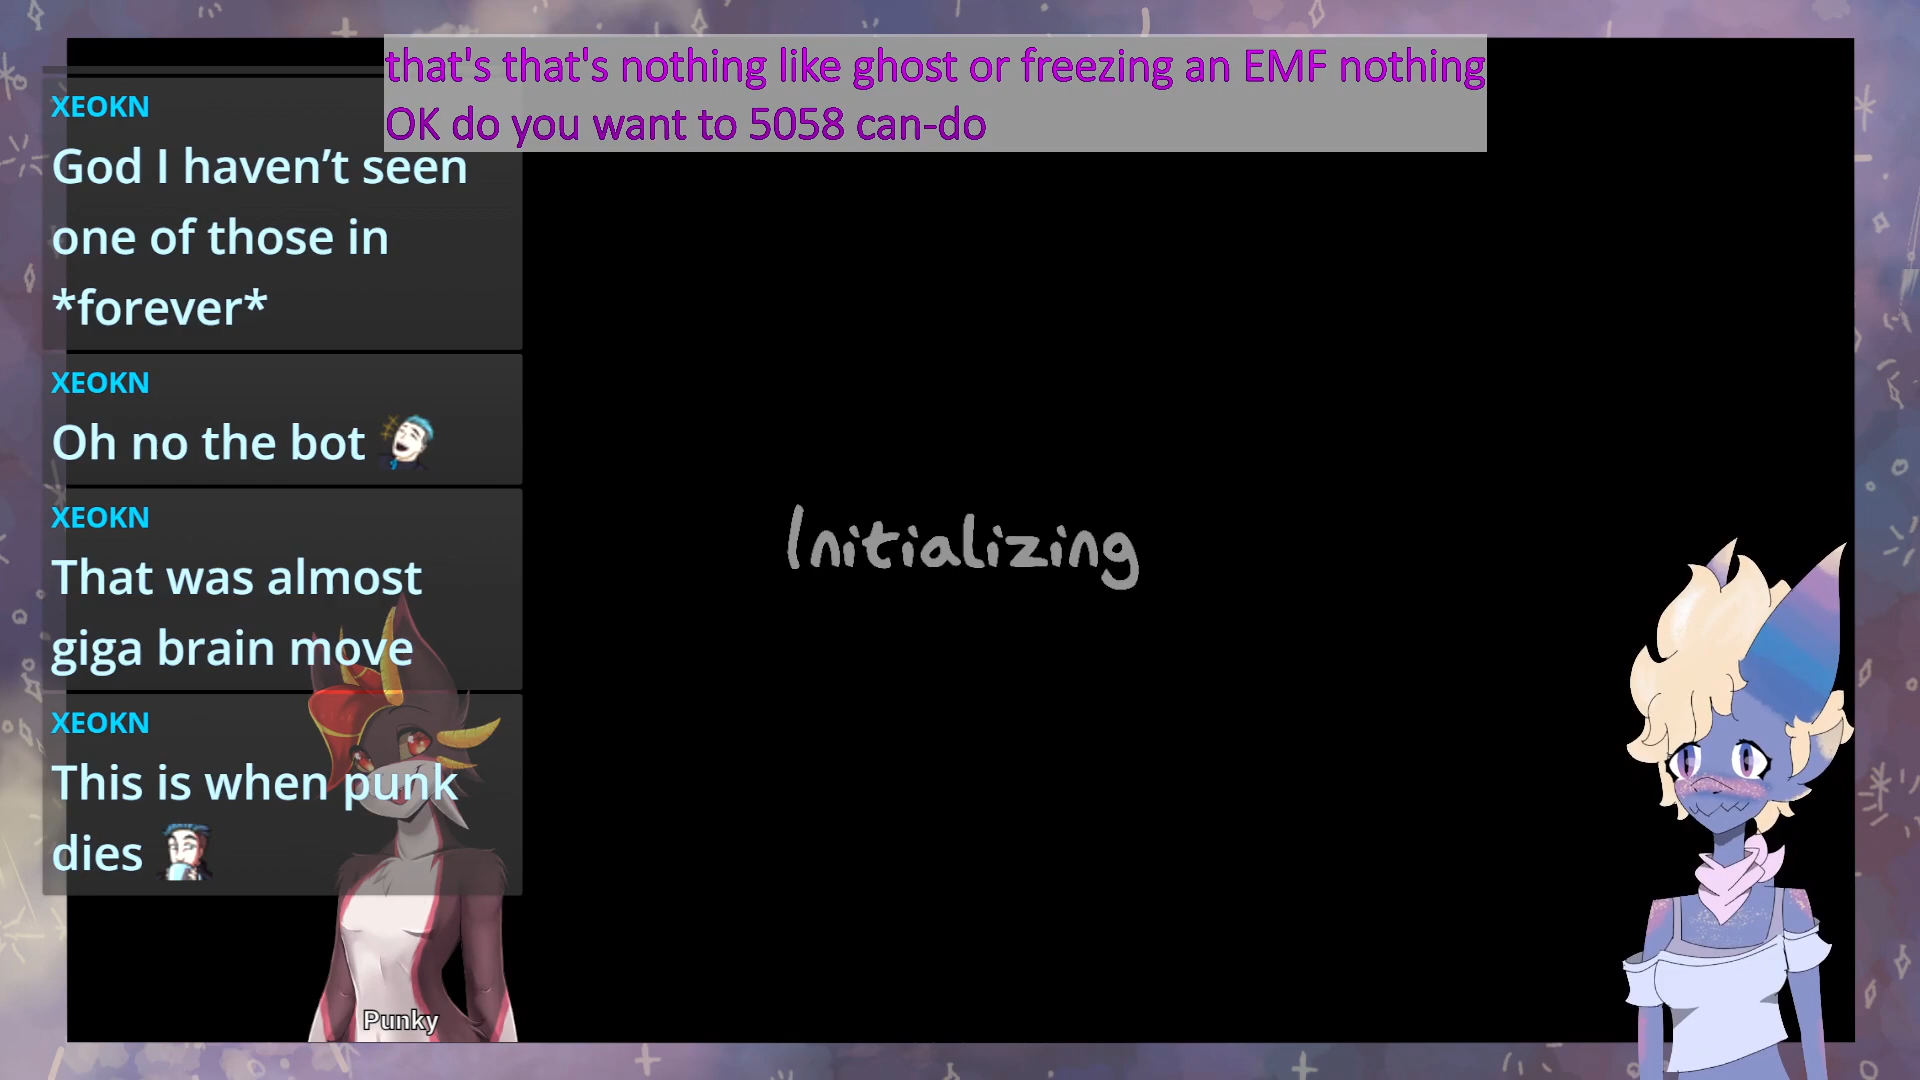 that's that's nothing like ghost or freezing an EMF nothing
OK do you want to 5058 can-do
XEOKN
God I haven’t seen
one of those in
*forever*
XEOKN
Oh no the bot
XEOKN
That was almost
giga brain move
XEOKN
This is when punk
dies
Initializing
Punky